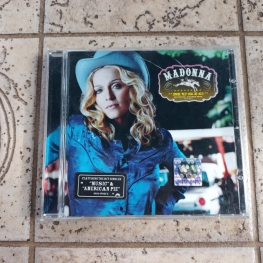 MADONNA
"MUSIC"
FEATURING THE HIT SINGLES
"MUSIC" &
"AMERICAN PIE"